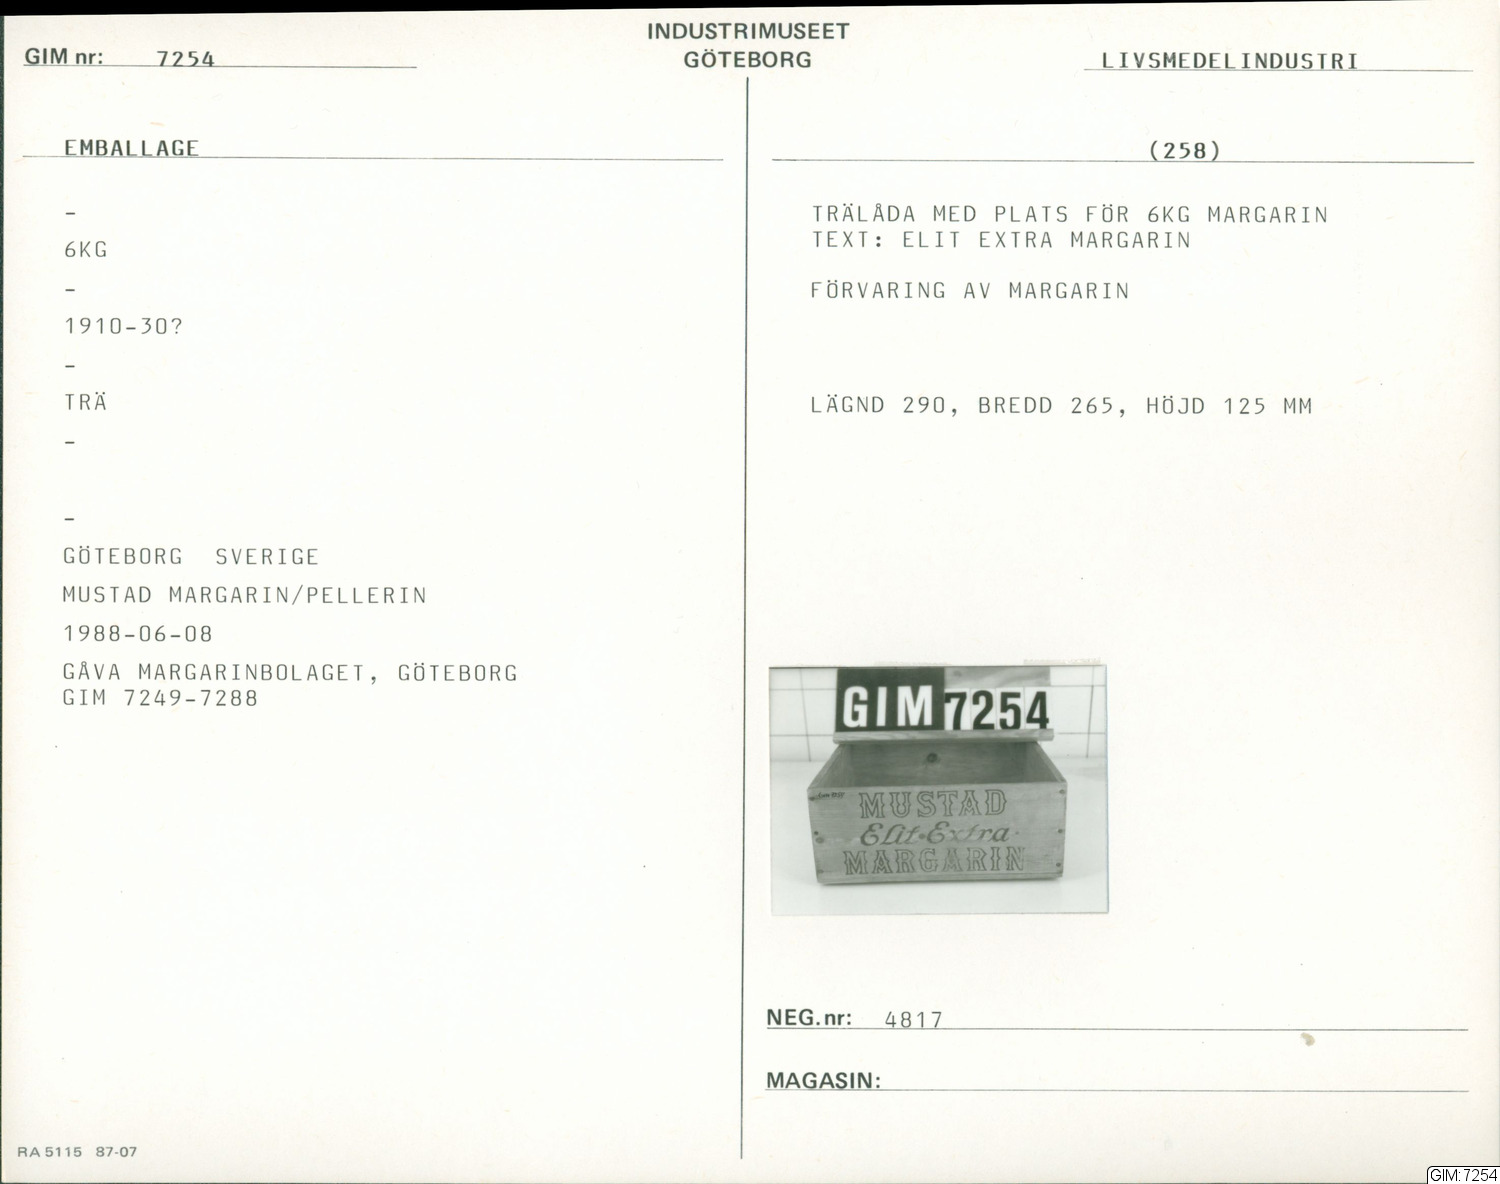 INDUSTRIMUSEET
GÖTEBORG
GIM nr: 7254
LIVSMEDELINDUSTRI
EMBALLAGE
(258)
-
6KG
-
1910-30?
-
TRÄ
-
-
GÖTEBORG SVERIGE
MUSTAD MARGARIN/PELLERIN
1988-06-08
GÅVA MARGARINBOLAGET, GÖTEBORG
GIM 7249-7288
TRÄLÅDA MED PLATS FÖR 6KG MARGARIN
TEXT: ELIT EXTRA MARGARIN
FÖRVARING AV MARGARIN
LÄGND 290, BREDD 265, HÖJD 125 MM
GIM 7254
MUSTAD
Elit-Extra
MARGARIN
NEG.nr: 4817
MAGASIN:
RA 5115 87-07
GIM:7254